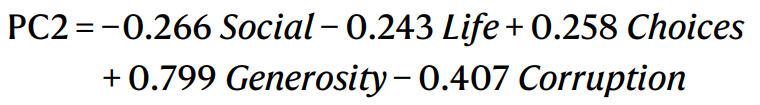 PC2 = −0.266 Social − 0.243 Life + 0.258 Choices
+ 0.799 Generosity − 0.407 Corruption